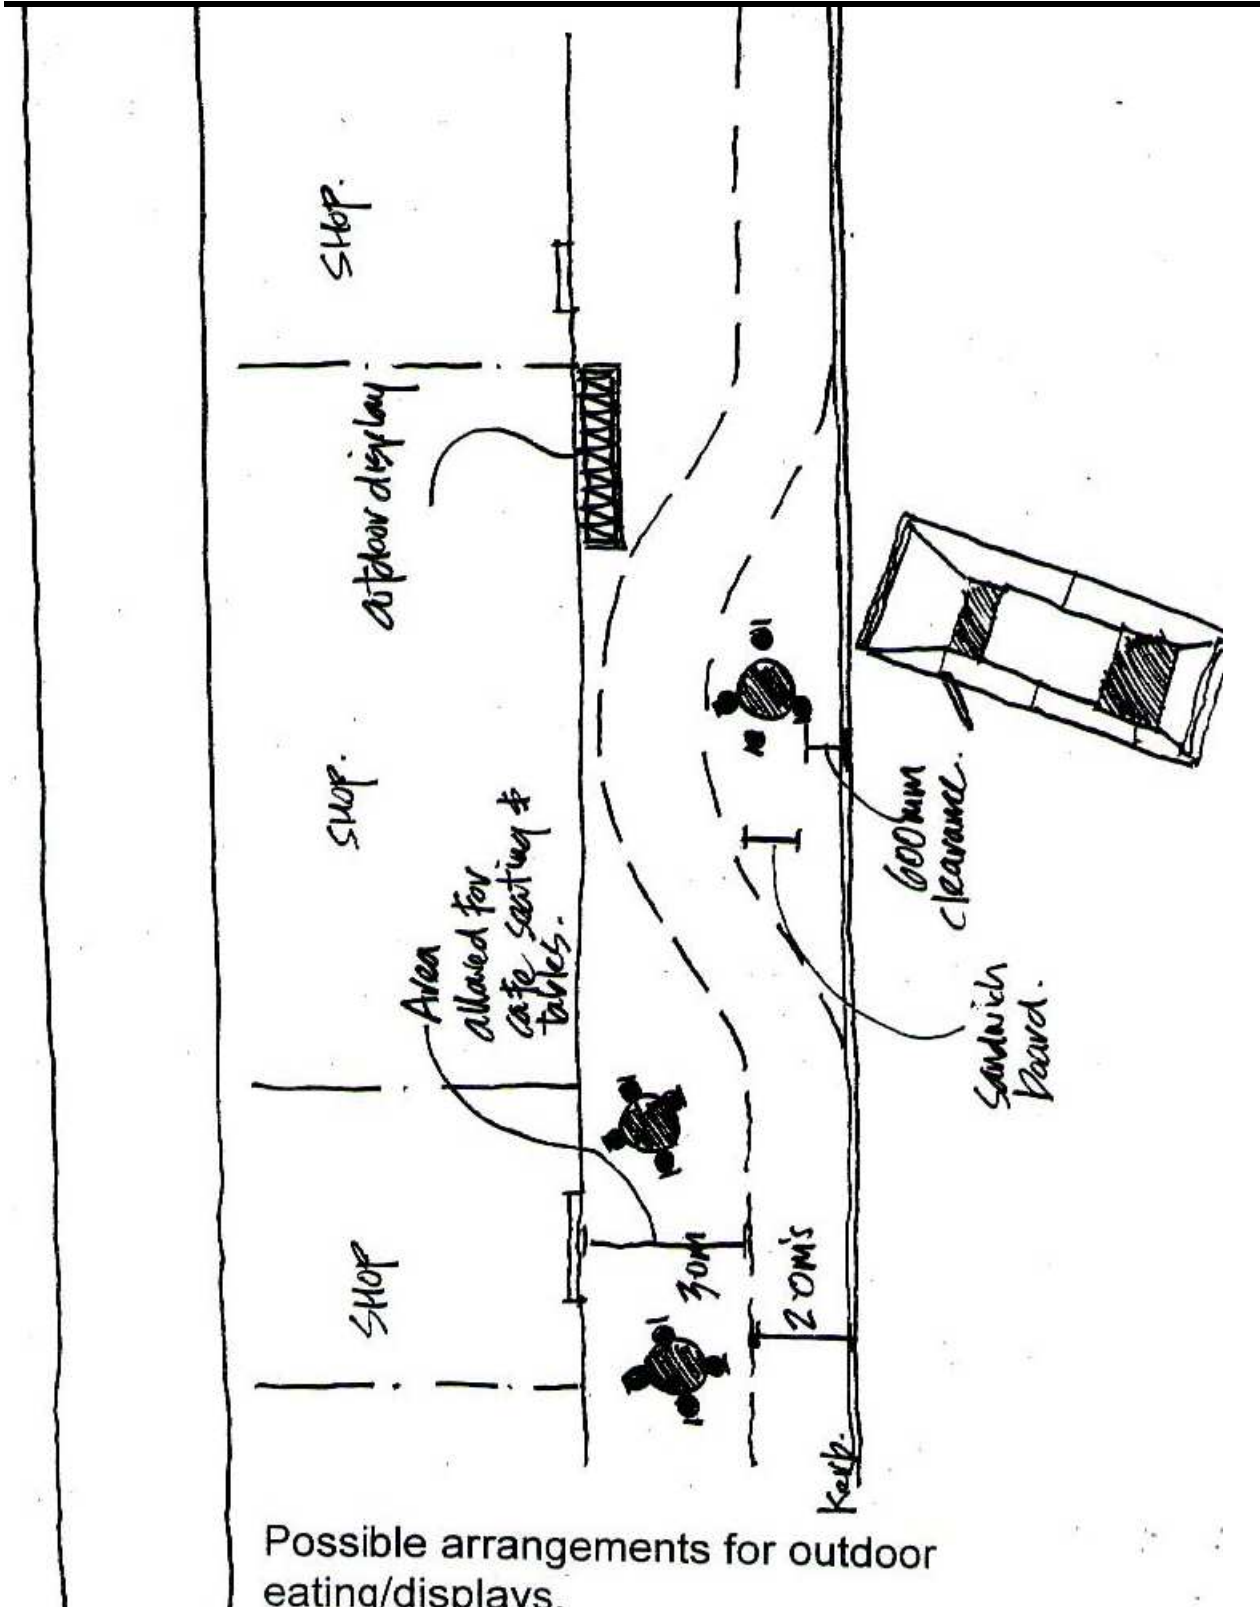 SHOP.
outdoor display
SHOP.
Area
allowed for
cafe seating &
tables.
SHOP
3.0m
2.0m's
600mm
clearance.
Sandwich
board.
Kerb.
Possible arrangements for outdoor
eating/displays.